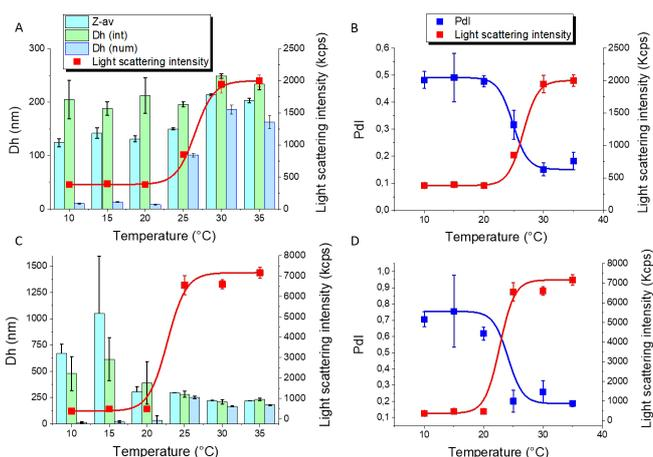 A
Z-av
Dh (int)
Dh (num)
Light scattering intensity
Dh (nm)
300
200
100
0
2500
2000
1500
1000
500
0
Light scattering intensity (kcps)
10 15 20 25 30 35
Temperature (°C)
B
PdI
Light scattering intensity
PdI
0,6
0,5
0,4
0,3
0,2
0,1
0,0
2500
2000
1500
1000
500
0
Light scattering intensity (Kcps)
0 10 20 30 40
Temperature (°C)
C
Dh (nm)
1500
1250
1000
750
500
250
0
8000
7000
6000
5000
4000
3000
2000
1000
0
Light scattering intensity (Kcps)
10 15 20 25 30 35
Temperature (°C)
D
PdI
1,0
0,9
0,8
0,7
0,6
0,5
0,4
0,3
0,2
0,1
8000
7000
6000
5000
4000
3000
2000
1000
0
Light scattering intensity (Kcps)
10 20 30 40
Temperature (°C)